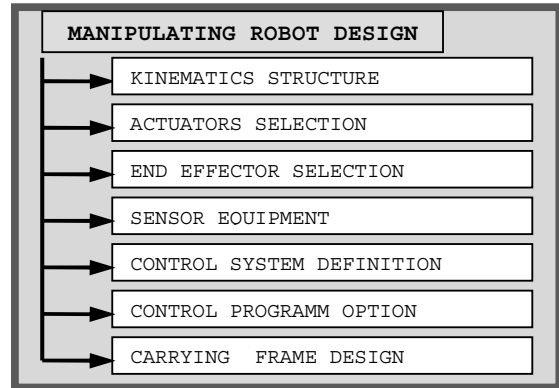 MANIPULATING ROBOT DESIGN
KINEMATICS STRUCTURE
ACTUATORS SELECTION
END EFFECTOR SELECTION
SENSOR EQUIPMENT
CONTROL SYSTEM DEFINITION
CONTROL PROGRAMM OPTION
CARRYING FRAME DESIGN